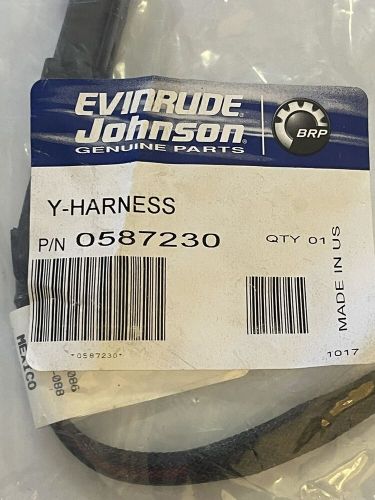 EVINRUDE
Johnson
GENUINE PARTS
BRP
Y-HARNESS
P/N 0587230
QTY 01
MADE IN US
*0587230*
1017
MEXICO